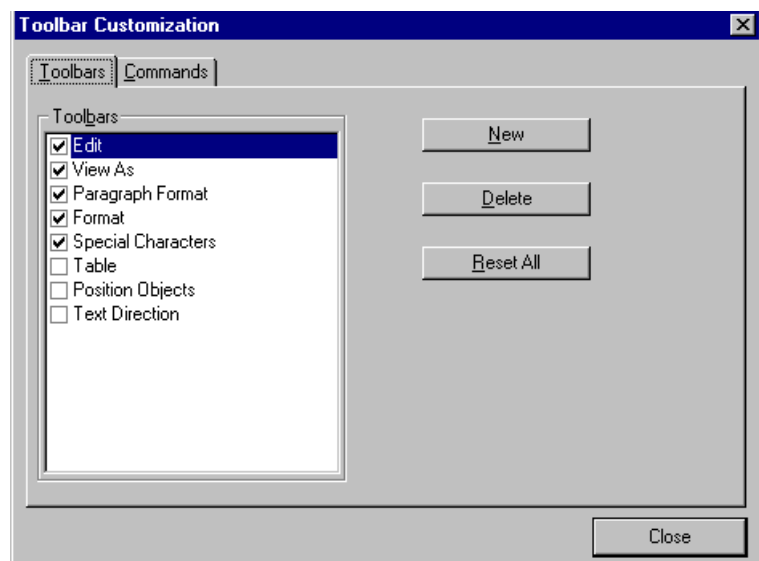 Toolbar Customization
Toolbars Commands
Toolbars
Edit
View As
Paragraph Format
Format
Special Characters
Table
Position Objects
Text Direction
New
Delete
Reset All
Close